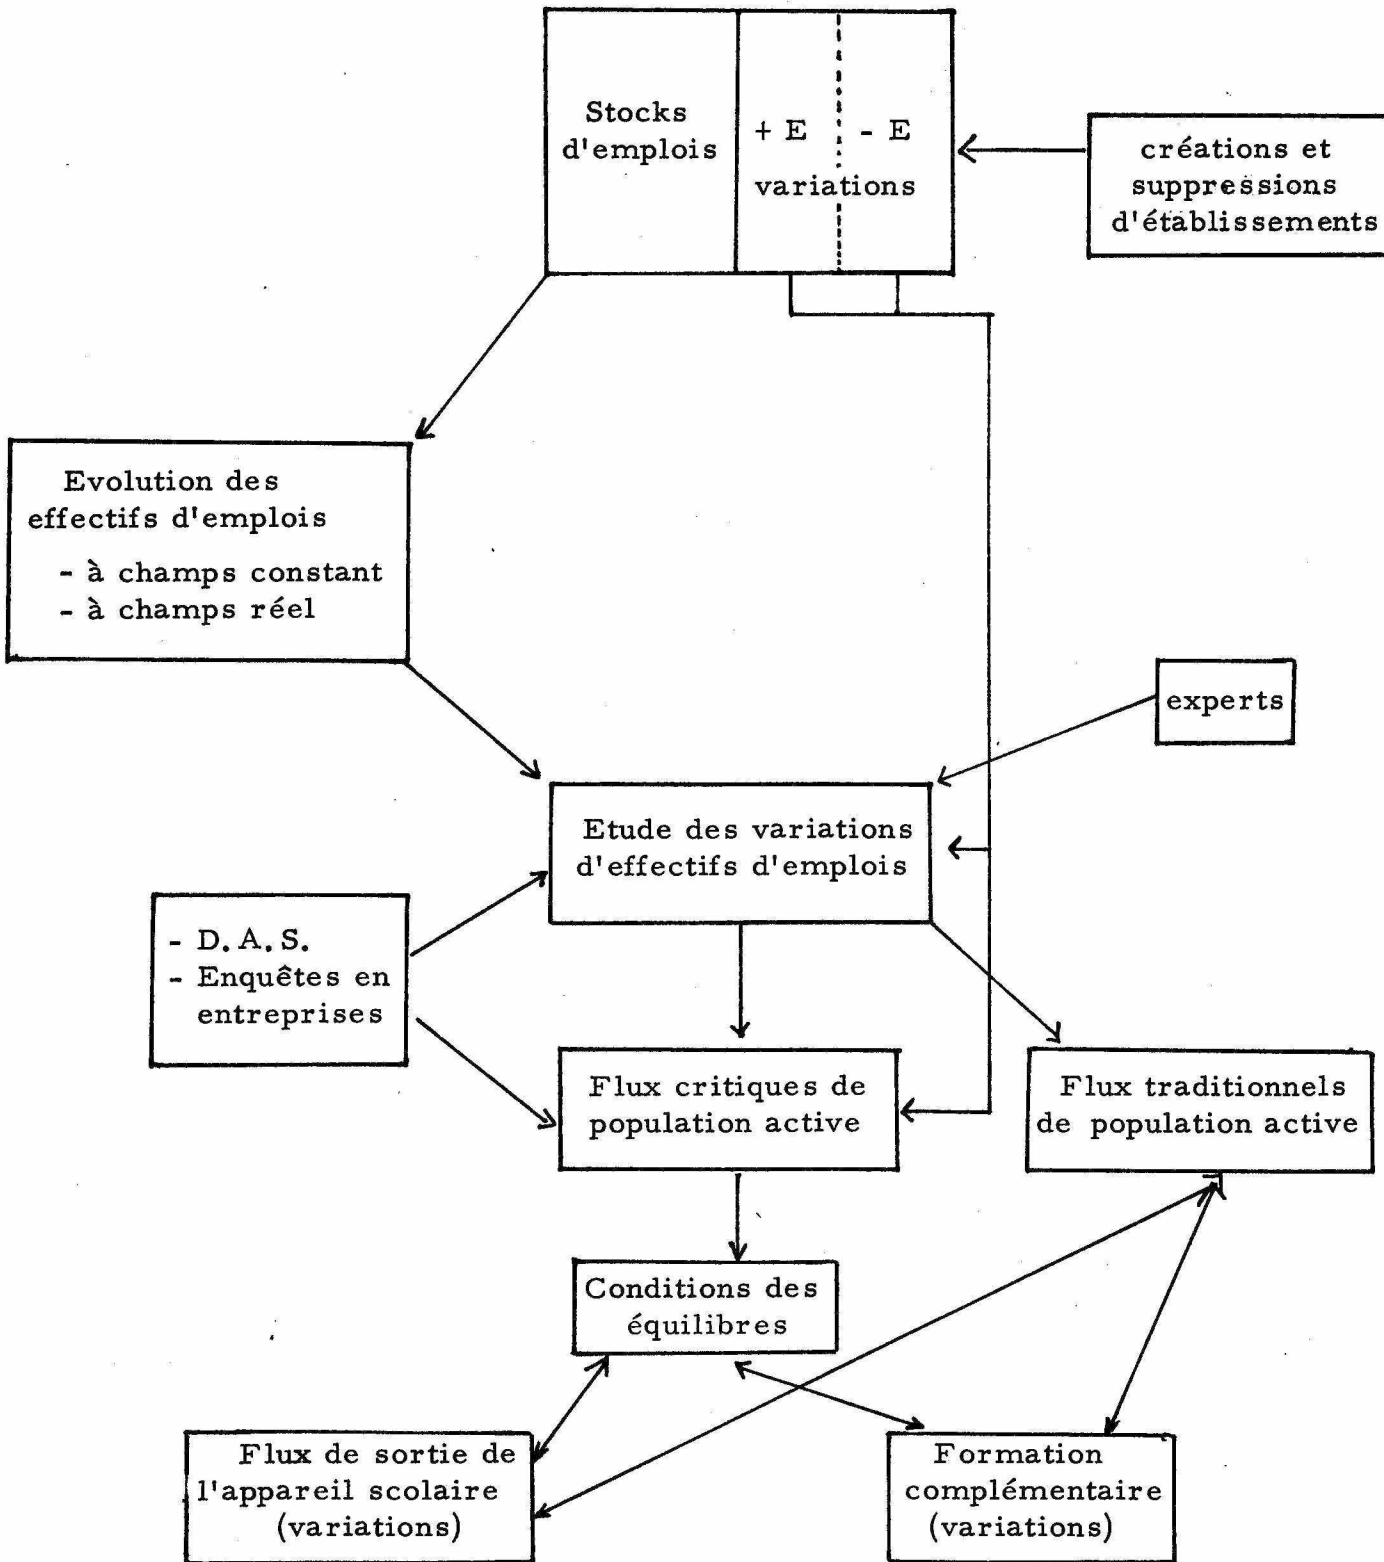 Stocks
d'emplois
+ E
- E
variations
créations et
suppressions
d'établissements
Evolution des
effectifs d'emplois
- à champs constant
- à champs réel
experts
Etude des variations
d'effectifs d'emplois
- D.A.S.
- Enquêtes en
entreprises
Flux critiques de
population active
Flux traditionnels
de population active
Conditions des
équilibres
Flux de sortie de
l'appareil scolaire
(variations)
Formation
complémentaire
(variations)